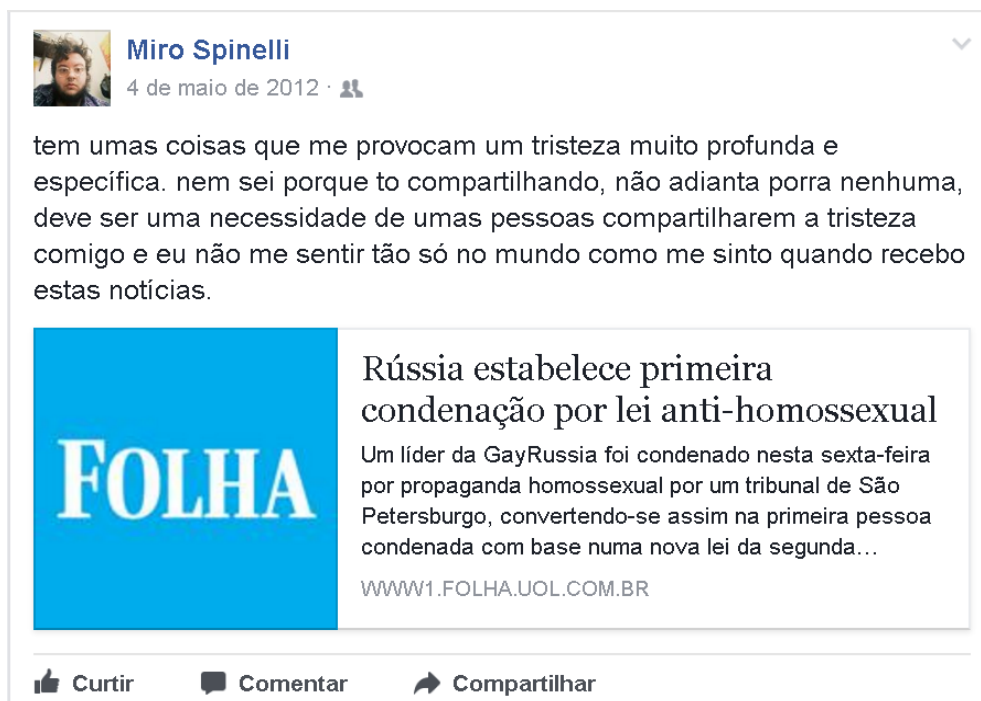 Miro Spinelli
4 de maio de 2012 ·
tem umas coisas que me provocam um tristeza muito profunda e
específica. nem sei porque to compartilhando, não adianta porra nenhuma,
deve ser uma necessidade de umas pessoas compartilharem a tristeza
comigo e eu não me sentir tão só no mundo como me sinto quando recebo
estas notícias.
FOLHA
Rússia estabelece primeira
condenação por lei anti-homossexual
Um líder da GayRussia foi condenado nesta sexta-feira
por propaganda homossexual por um tribunal de São
Petersburgo, convertendo-se assim na primeira pessoa
condenada com base numa nova lei da segunda...
WWW1.FOLHA.UOL.COM.BR
Curtir Comentar Compartilhar